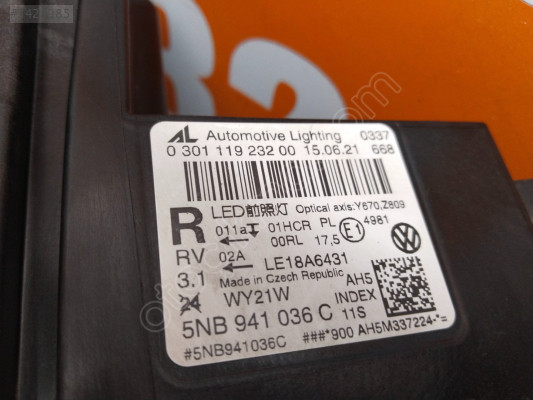 AL Automotive Lighting 0337
0 301 119 232 00 15.06.21 668
LED前照灯 Optical axis:Y670,Z809
R 011a 01HCR PL E1 4981
00RL 17,5
RV 02A LE18A6431
3.1 Made in Czech Republic AH5
24 WY21W INDEX
5NB 941 036 C 11S
#5NB941036C ###*900 AH5M337224-*=